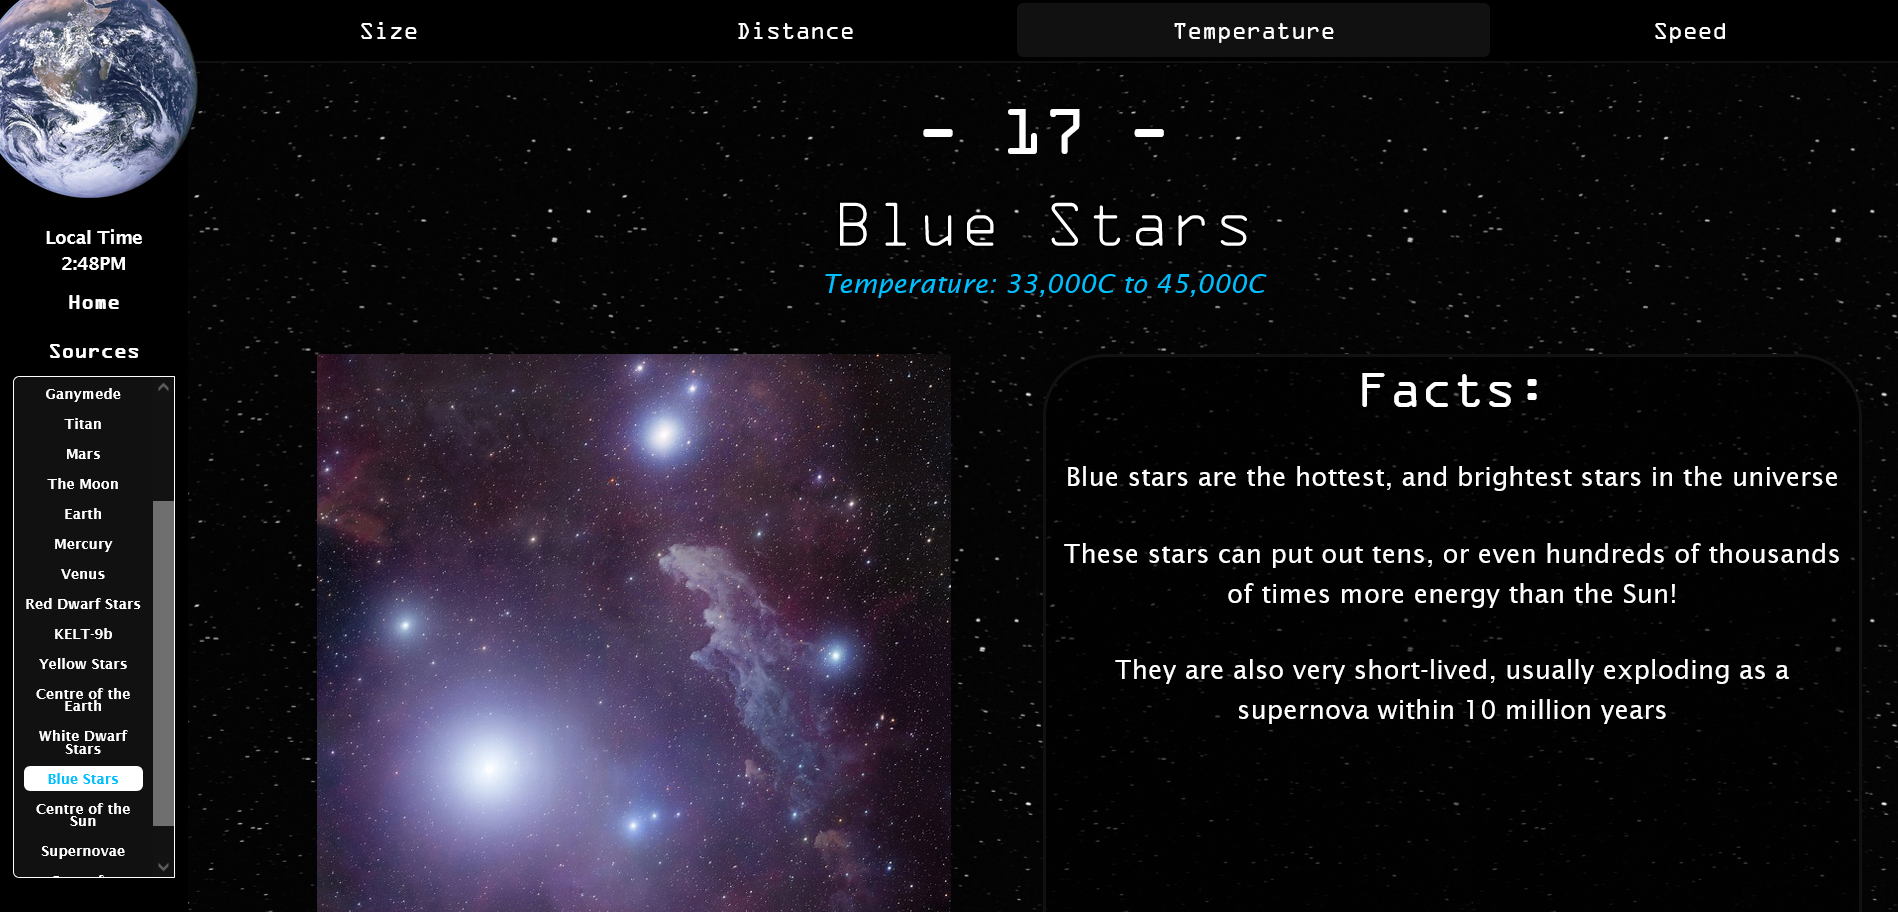 Size
Distance
Temperature
Speed
Local Time
2:48PM
Home
Sources
Ganymede
Titan
Mars
The Moon
Earth
Mercury
Venus
Red Dwarf Stars
KELT-9b
Yellow Stars
Centre of the
Earth
White Dwarf
Stars
Blue Stars
Centre of the
Sun
Supernovae
- 17 -
Blue Stars
Temperature: 33,000C to 45,000C
Facts:
Blue stars are the hottest, and brightest stars in the universe
These stars can put out tens, or even hundreds of thousands
of times more energy than the Sun!
They are also very short-lived, usually exploding as a
supernova within 10 million years